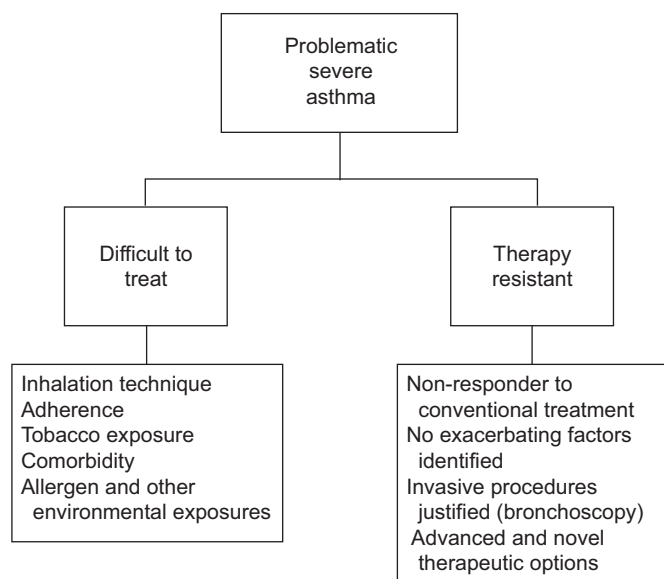 Problematic
severe
asthma
Difficult to
treat
Therapy
resistant
Inhalation technique
Adherence
Tobacco exposure
Comorbidity
Allergen and other
environmental exposures
Non-responder to
conventional treatment
No exacerbating factors
identified
Invasive procedures
justified (bronchoscopy)
Advanced and novel
therapeutic options